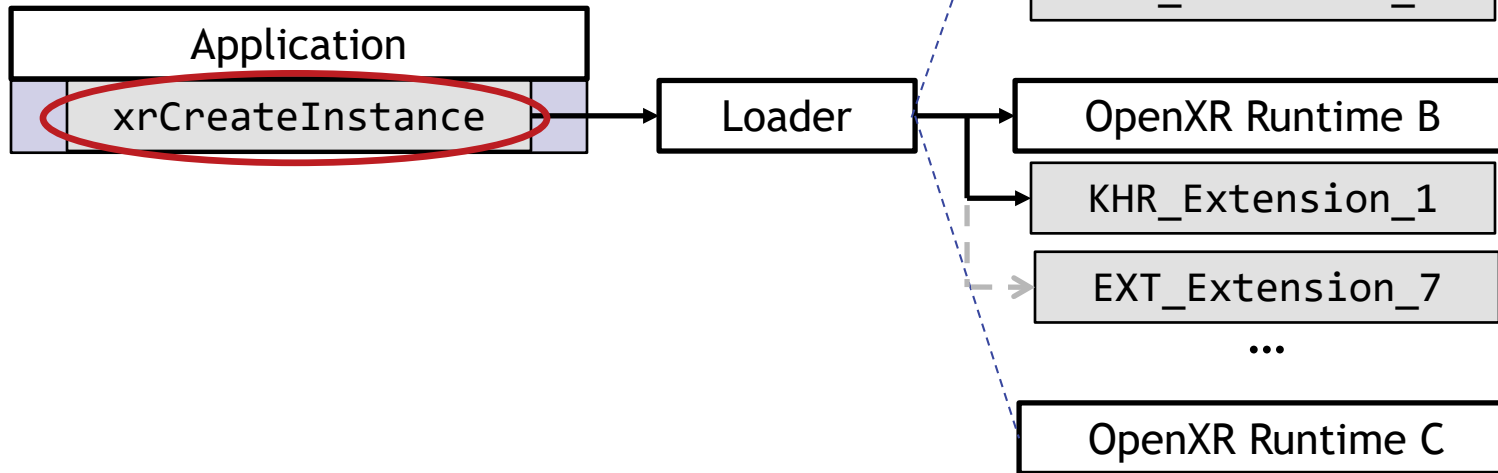 Application
xrCreateInstance
Loader
OpenXR Runtime B
KHR_Extension_1
EXT_Extension_7
...
OpenXR Runtime C